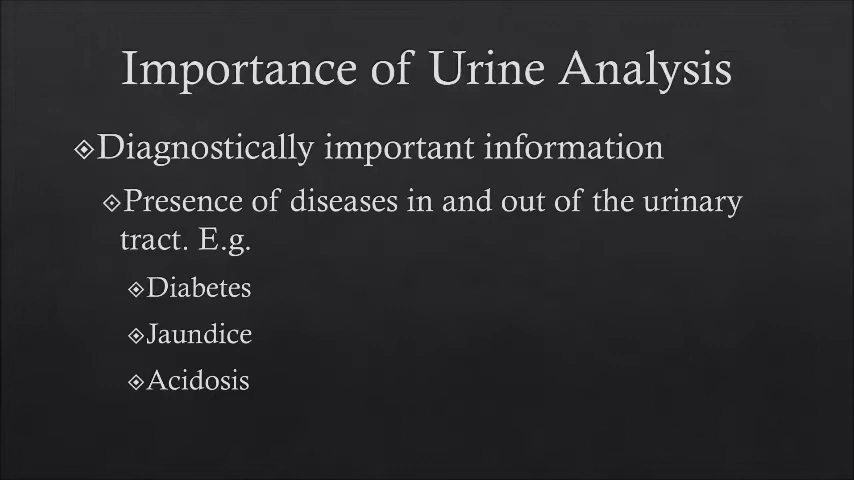 Importance of Urine Analysis
Diagnostically important information
Presence of diseases in and out of the urinary
tract. E.g.
Diabetes
Jaundice
Acidosis